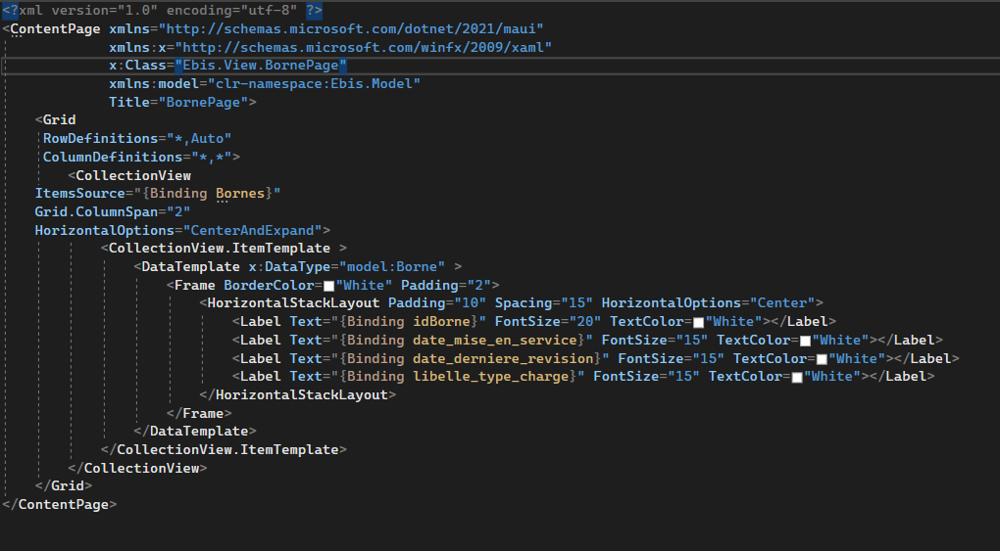 <?xml version="1.0" encoding="utf-8" ?>
<ContentPage xmlns="http://schemas.microsoft.com/dotnet/2021/maui"
             xmlns:x="http://schemas.microsoft.com/winfx/2009/xaml"
             x:Class="Ebis.View.BornePage"
             xmlns:model="clr-namespace:Ebis.Model"
             Title="BornePage">
    <Grid
     RowDefinitions="*,Auto"
     ColumnDefinitions="*,*">
        <CollectionView
    ItemsSource="{Binding Bornes}"
    Grid.ColumnSpan="2"
    HorizontalOptions="CenterAndExpand">
            <CollectionView.ItemTemplate >
                <DataTemplate x:DataType="model:Borne" >
                    <Frame BorderColor="White" Padding="2">
                        <HorizontalStackLayout Padding="10" Spacing="15" HorizontalOptions="Center">
                            <Label Text="{Binding idBorne}" FontSize="20" TextColor="White"></Label>
                            <Label Text="{Binding date_mise_en_service}" FontSize="15" TextColor="White"></Label>
                            <Label Text="{Binding date_derniere_revision}" FontSize="15" TextColor="White"></Label>
                            <Label Text="{Binding libelle_type_charge}" FontSize="15" TextColor="White"></Label>
                        </HorizontalStackLayout>
                    </Frame>
                </DataTemplate>
            </CollectionView.ItemTemplate>
        </CollectionView>
    </Grid>
</ContentPage>